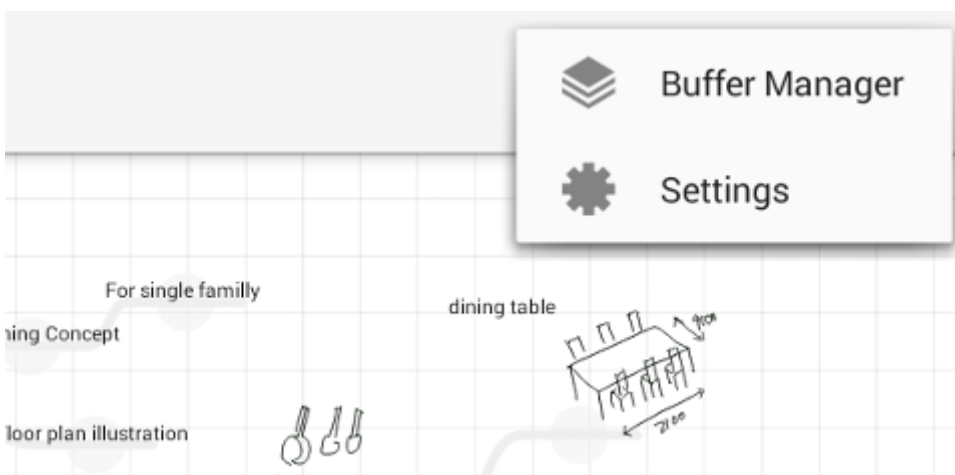 Buffer Manager
Settings
For single familly
dining table
ning Concept
loor plan illustration
2100